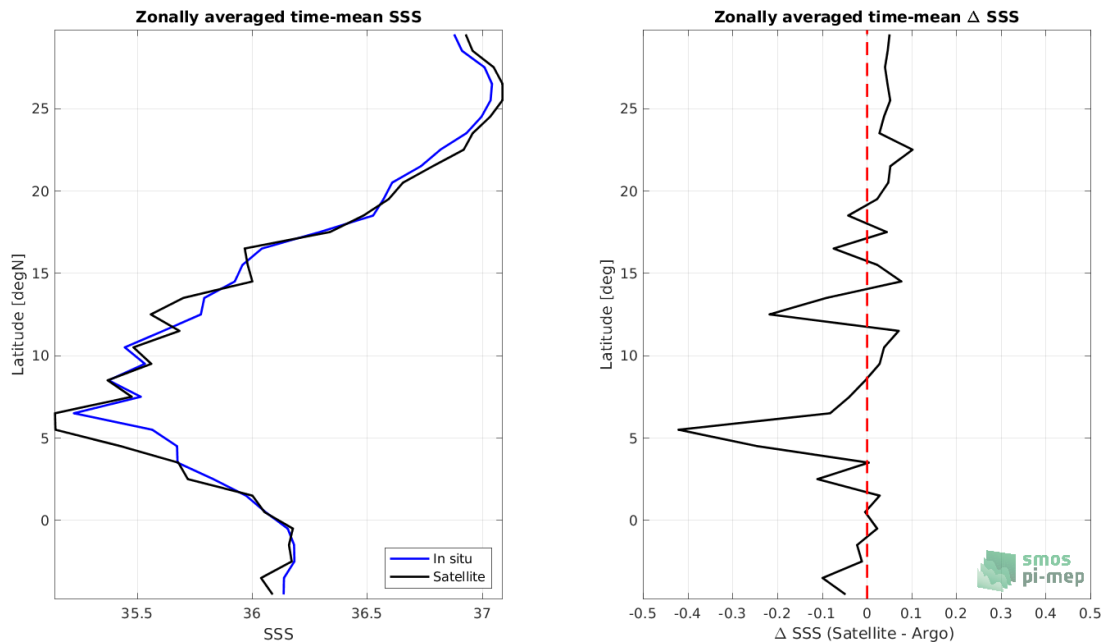 Zonally averaged time-mean SSS
Latitude [degN]
25
20
15
10
5
0
35.5
36
36.5
37
SSS
In situ
Satellite
Zonally averaged time-mean Δ SSS
Latitude [deg]
25
20
15
10
5
0
-0.5
-0.4
-0.3
-0.2
-0.1
0
0.1
0.2
0.3
0.4
0.5
Δ SSS (Satellite - Argo)
smos
pi-mep